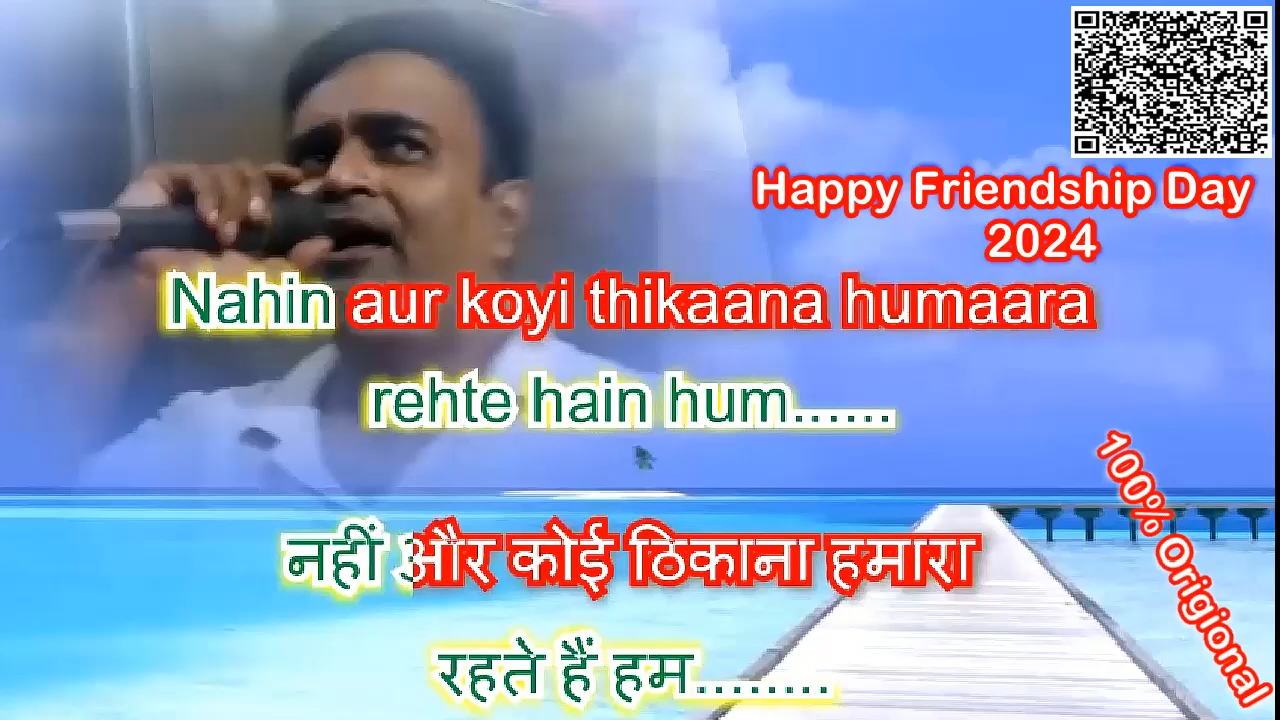 Happy Friendship Day
2024
Nahin aur koyi thikaana humaara
rehte hain hum......
100% Origional
नहीं और कोई ठिकाना हमारा
रहते हैं हम........